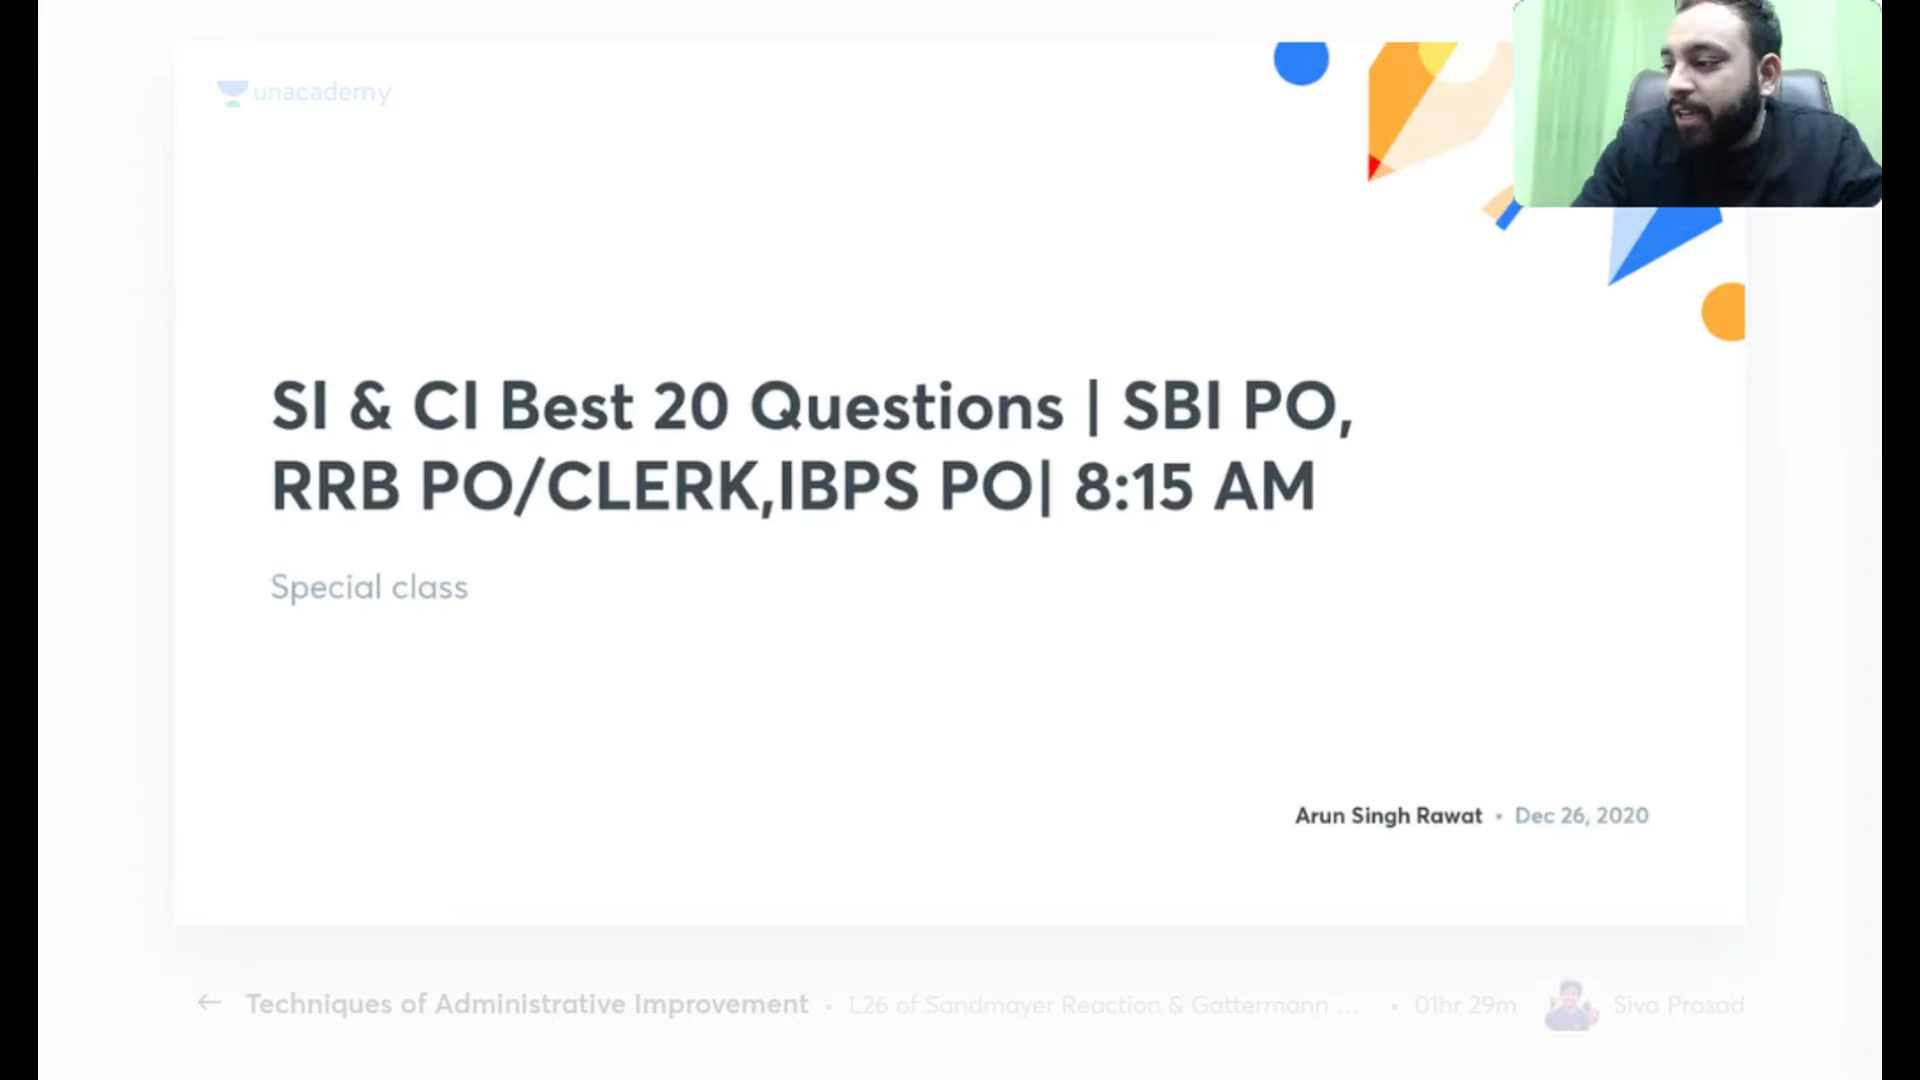 unacademy
SI & CI Best 20 Questions | SBI PO,
RRB PO/CLERK,IBPS PO| 8:15 AM
Special class
Arun Singh Rawat • Dec 26, 2020
← Techniques of Administrative Improvement • L26 of Sandmayer Reaction & Gattermann ... • 01hr 29m Siva Prasad